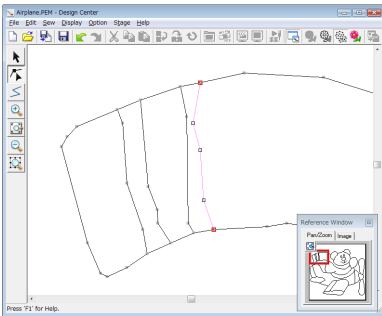 Airplane.PEM - Design Center
File Edit Sew Display Option Stage Help
Reference Window
Pan/Zoom Image
Press 'F1' for Help.